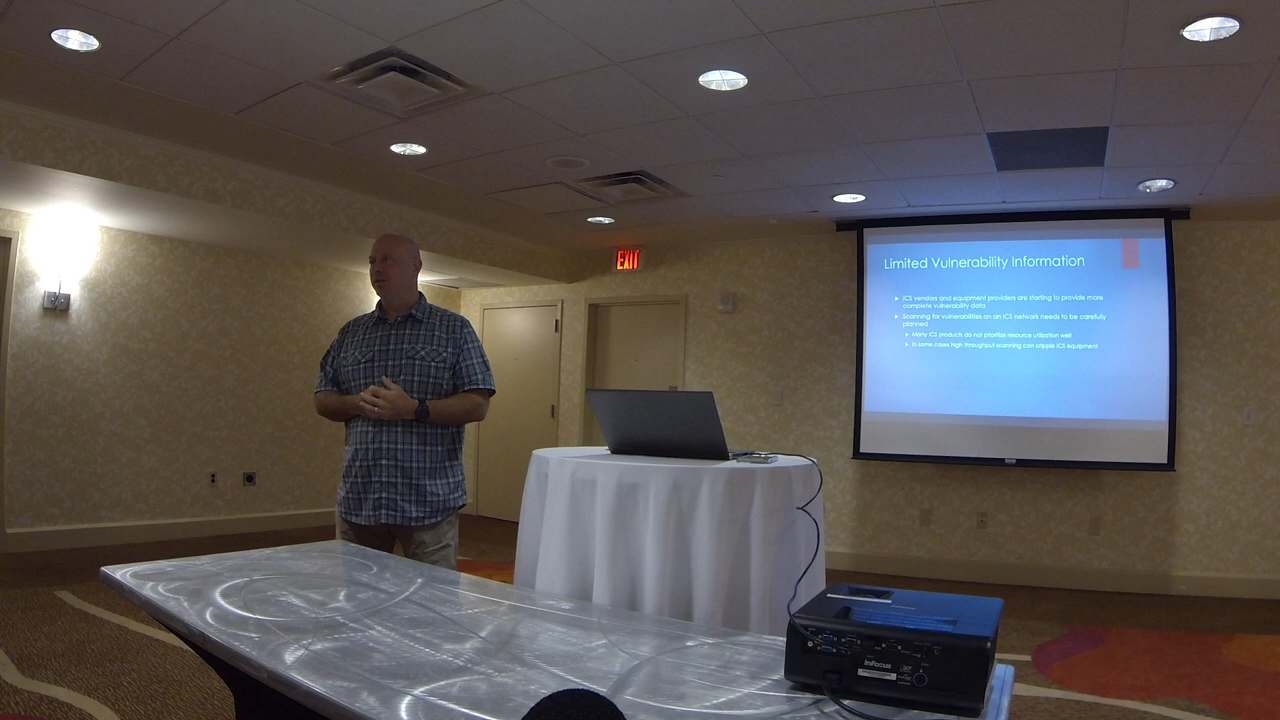 EXIT
Limited Vulnerability Information
ICS vendors and equipment providers are starting to provide more
complete vulnerability data
Scanning for vulnerabilities on an ICS network needs to be carefully
planned
Many ICS products do not prioritize resource utilization well
In some cases high throughput scanning can cripple ICS equipment
InFocus